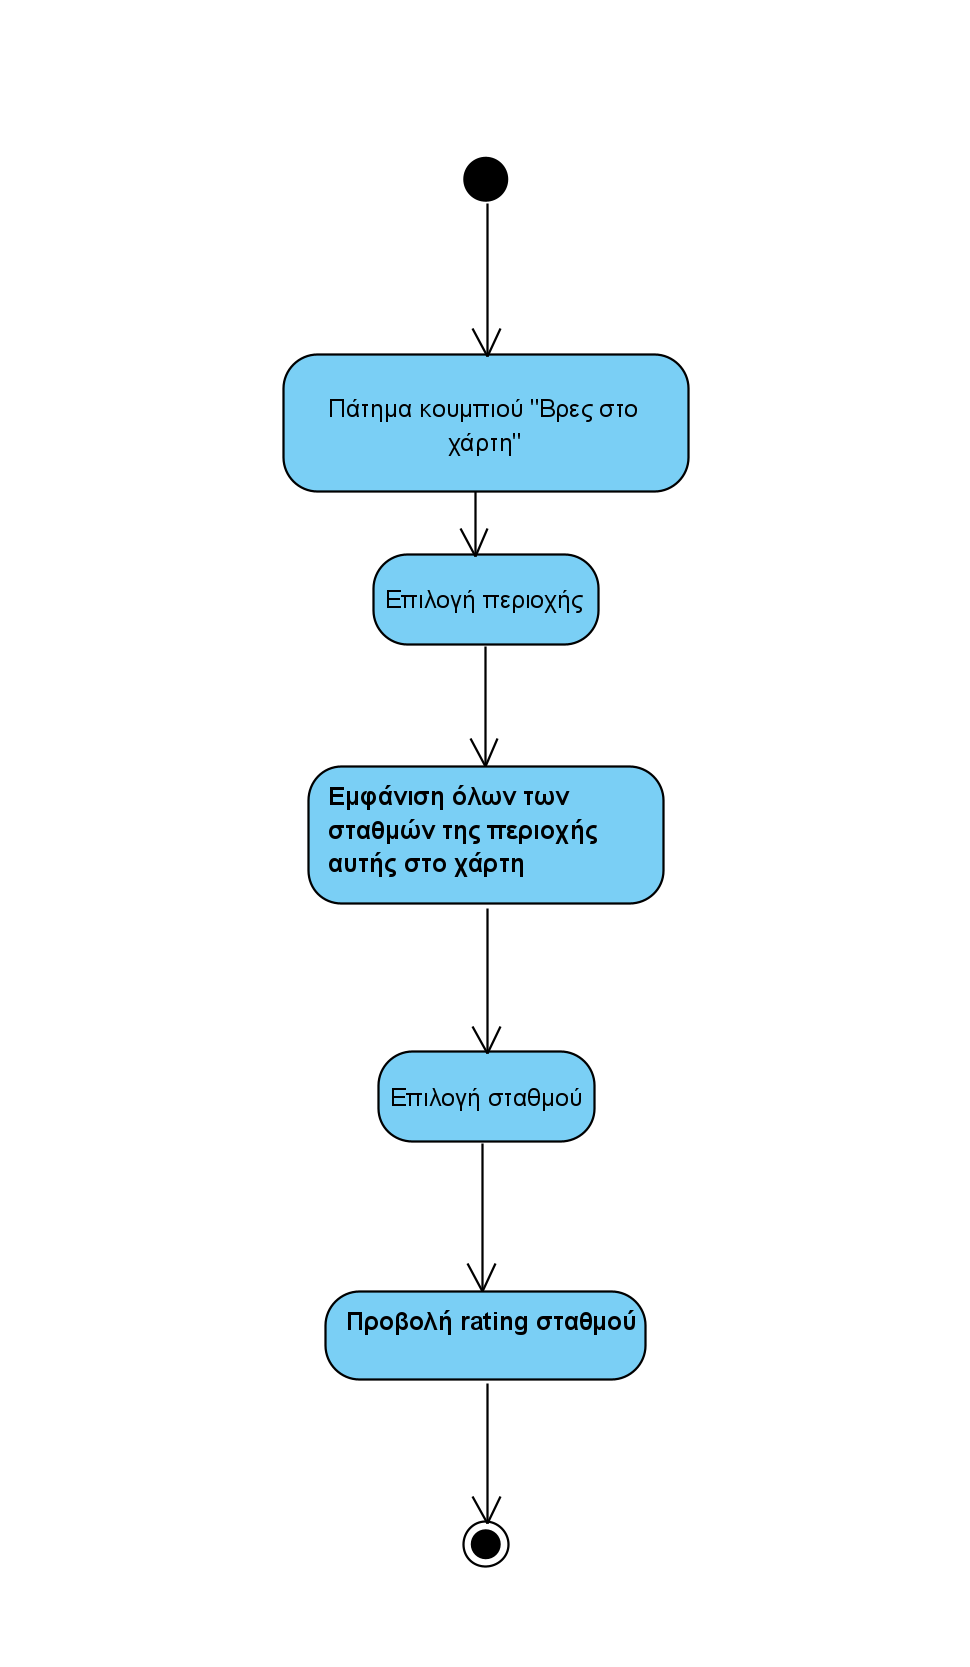 Πάτημα κουμπιού "Βρες στο
χάρτη"
Επιλογή περιοχής
Εμφάνιση όλων των
σταθμών της περιοχής
αυτής στο χάρτη
Επιλογή σταθμού
Προβολή rating σταθμού